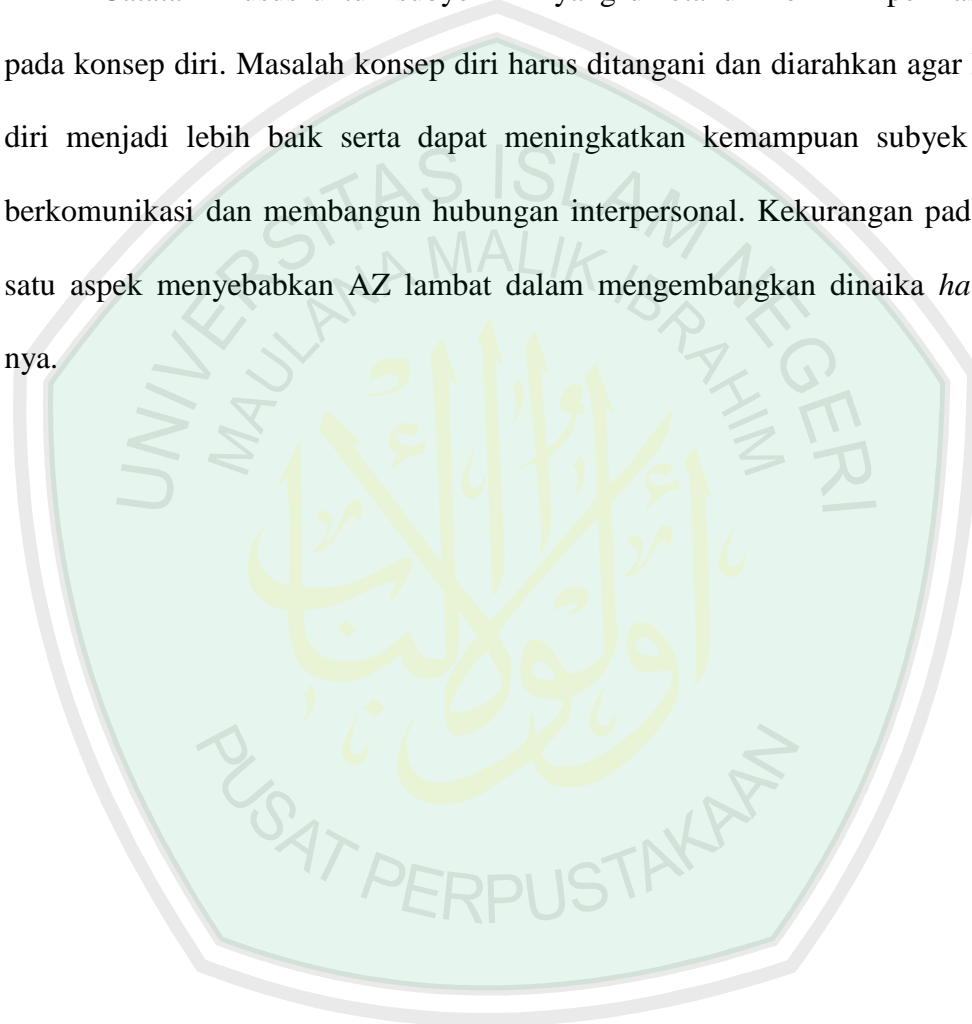 pada konsep diri. Masalah konsep diri harus ditangani dan diarahkan agar
diri menjadi lebih baik serta dapat meningkatkan kemampuan subyek
berkomunikasi dan membangun hubungan interpersonal. Kekurangan pad
satu aspek menyebabkan AZ lambat dalam mengembangkan dinaika ha
nya.
UNIVERSITAS ISLAM NEGERI
MAULANA MALIK IBRAHIM
PUSAT PERPUSTAKAAN